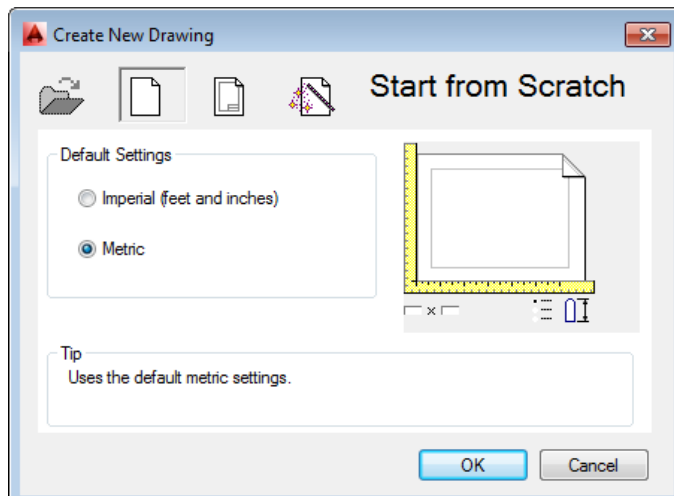 Create New Drawing
Start from Scratch
Default Settings
Imperial (feet and inches)
Metric
Tip
Uses the default metric settings.
OK
Cancel